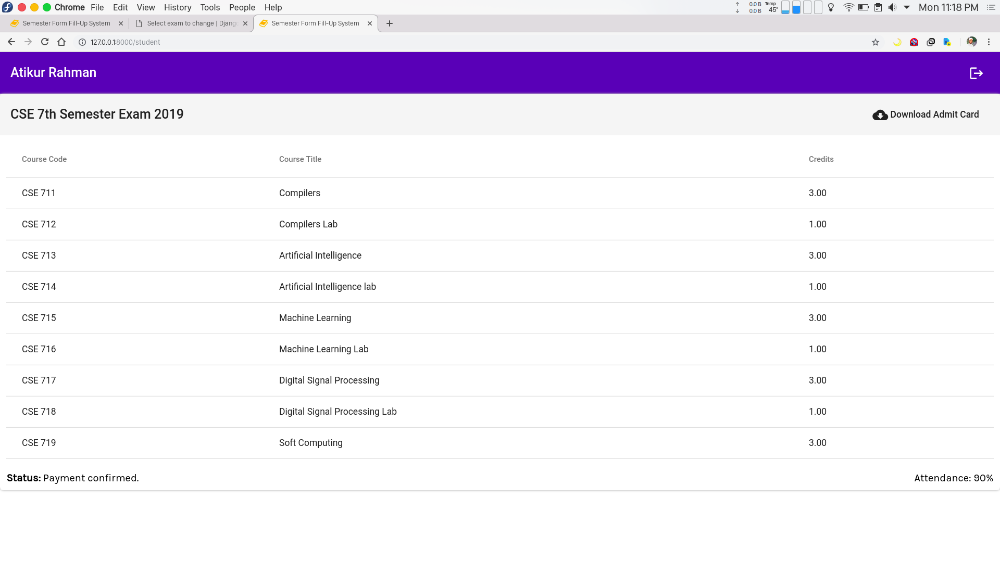 Chrome File Edit View History Tools People Help 0.0 B 0.0 B Temp 45° Mon 11:18 PM
Semester Form Fill-Up System Select exam to change | Djang Semester Form Fill-Up System
127.0.0.1:8000/student
Atikur Rahman
CSE 7th Semester Exam 2019 Download Admit Card
Course Code Course Title Credits
CSE 711 Compilers 3.00
CSE 712 Compilers Lab 1.00
CSE 713 Artificial Intelligence 3.00
CSE 714 Artificial Intelligence lab 1.00
CSE 715 Machine Learning 3.00
CSE 716 Machine Learning Lab 1.00
CSE 717 Digital Signal Processing 3.00
CSE 718 Digital Signal Processing Lab 1.00
CSE 719 Soft Computing 3.00
Status: Payment confirmed. Attendance: 90%